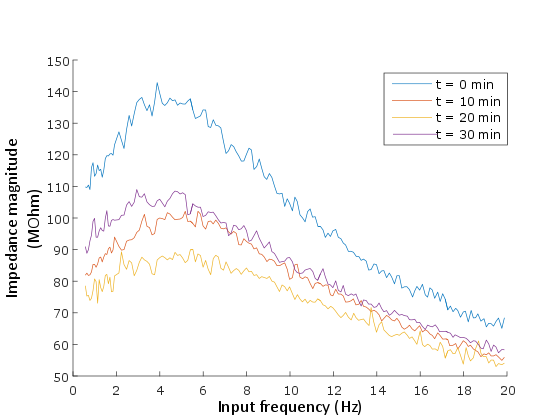 150
140
130
120
110
100
90
80
70
60
50
Impedance magnitude
(MOhm)
t = 0 min
t = 10 min
t = 20 min
t = 30 min
0 2 4 6 8 10 12 14 16 18 20
Input frequency (Hz)